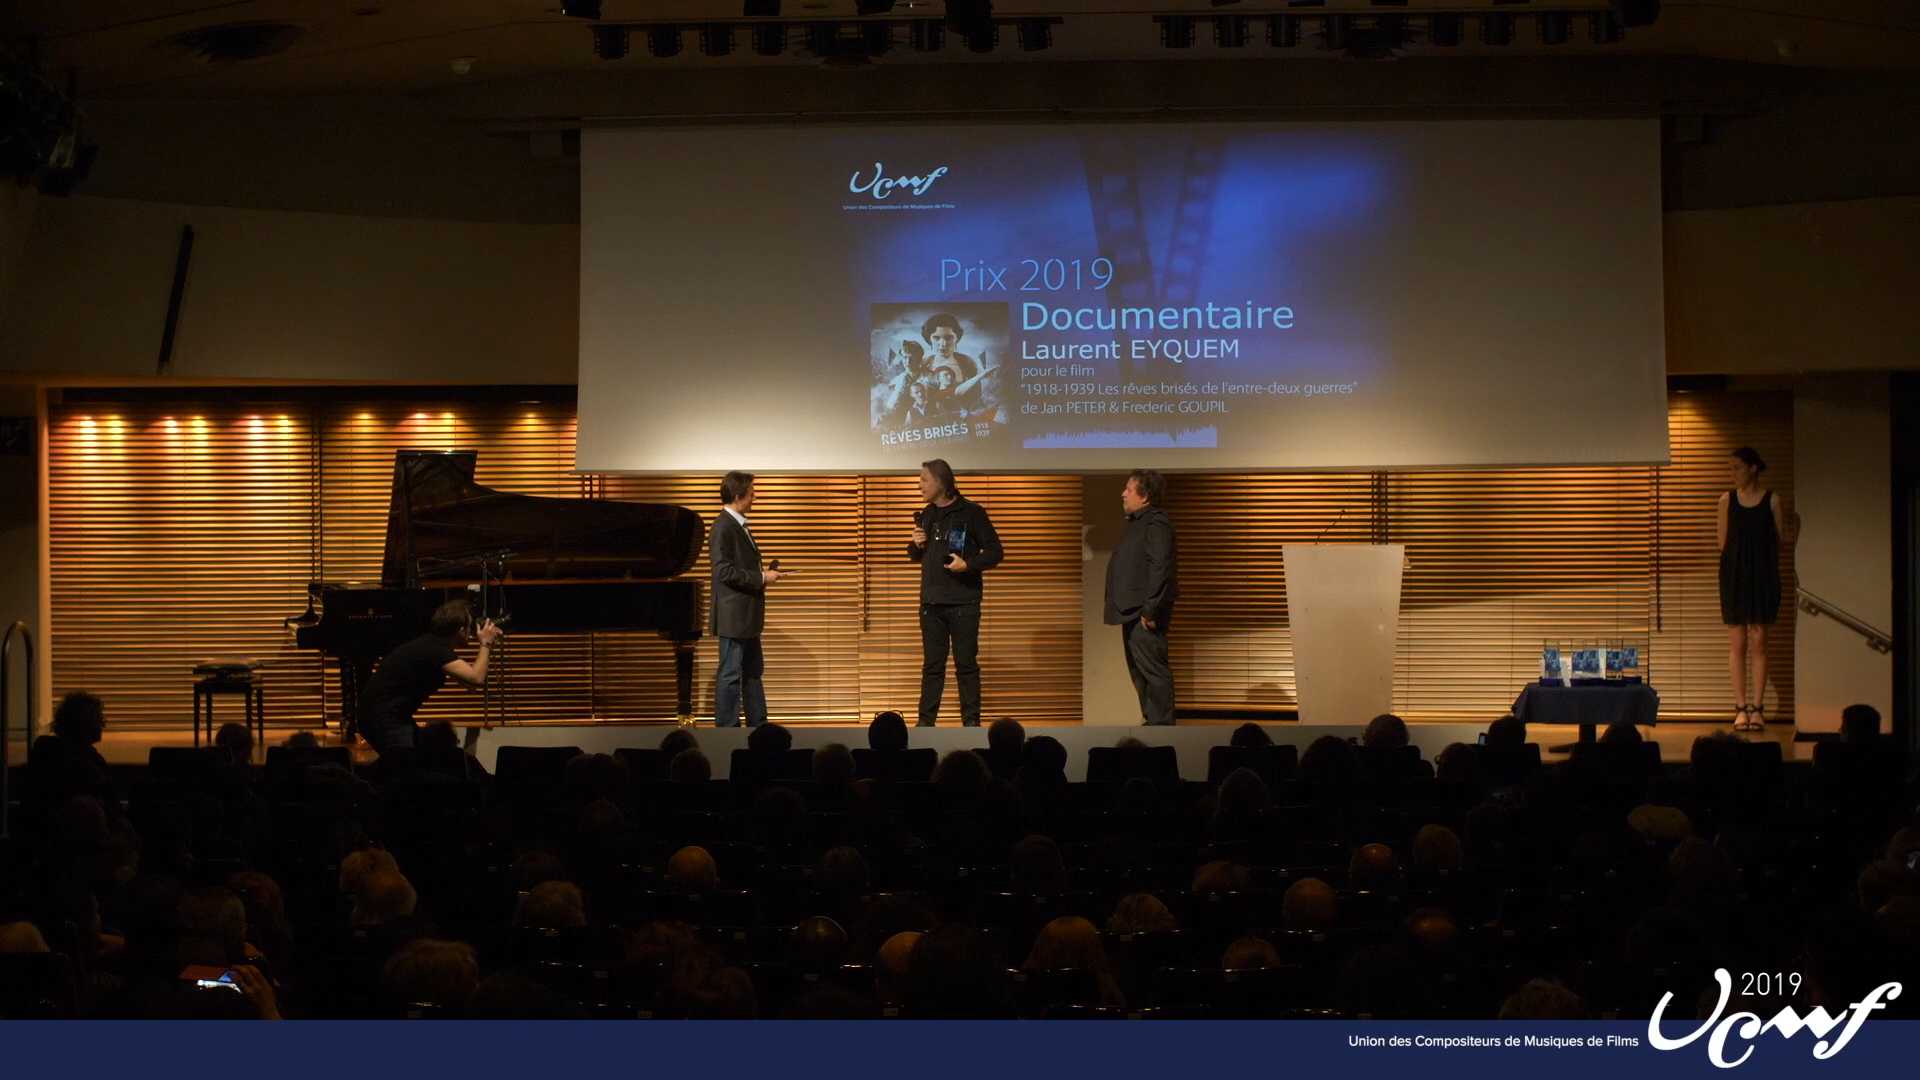 ucmf
Union des Compositeurs de Musiques de Films
Prix 2019
Documentaire
Laurent EYQUEM
pour le film
"1918-1939 Les rêves brisés de l'entre-deux guerres"
de Jan PETER & Frederic GOUPIL
RÊVES BRISÉS 1918
1939
2019
ucmf
Union des Compositeurs de Musiques de Films